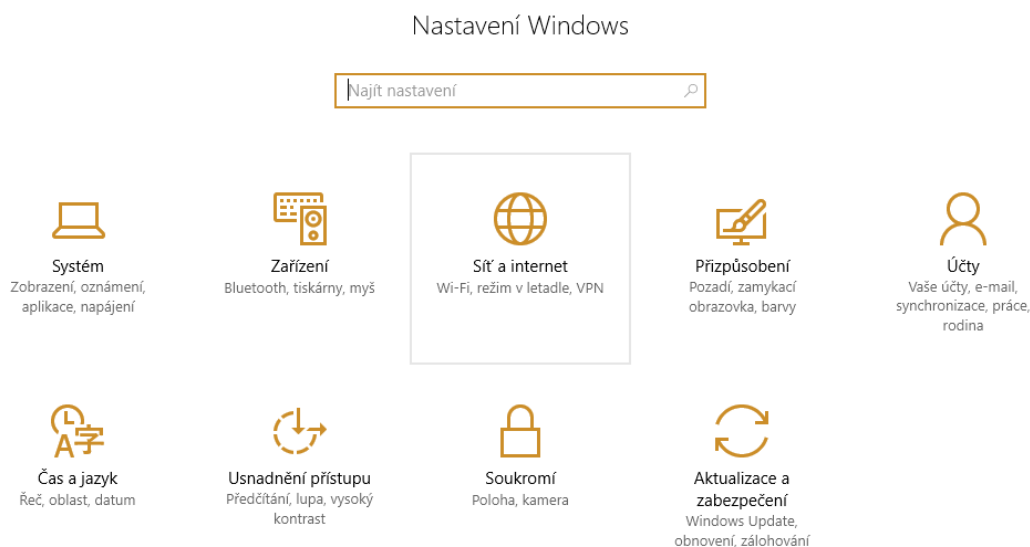 Nastavení Windows
Najít nastavení
Systém
Zobrazení, oznámení,
aplikace, napájení
Zařízení
Bluetooth, tiskárny, myš
Síť a internet
Wi-Fi, režim v letadle, VPN
Přizpůsobení
Pozadí, zamykací
obrazovka, barvy
Účty
Vaše účty, e-mail,
synchronizace, práce,
rodina
Čas a jazyk
Řeč, oblast, datum
Usnadnění přístupu
Předčítání, lupa, vysoký
kontrast
Soukromí
Poloha, kamera
Aktualizace a
zabezpečení
Windows Update,
obnovení, zálohování